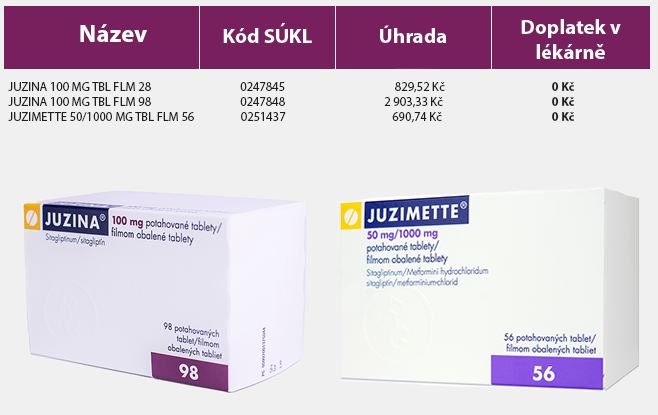 Název Kód SÚKL Úhrada Doplatek v lékárně
JUZINA 100 MG TBL FLM 28 0247845 829,52 Kč 0 Kč
JUZINA 100 MG TBL FLM 98 0247848 2 903,33 Kč 0 Kč
JUZIMETTE 50/1000 MG TBL FLM 56 0251437 690,74 Kč 0 Kč
JUZINA®
100 mg potahované tablety/
filmom obalené tablety
Sitagliptinum/sitagliptín
98 potahovaných
tablet/filmom
obalených tabliet
98
JUZIMETTE®
50 mg/1000 mg
potahované tablety/
filmom obalené tablety
Sitagliptinum/Metformini hydrochloridum
sitagliptín/metformínium-chlorid
56 potahovaných tablet/
filmom obalených tabliet
56